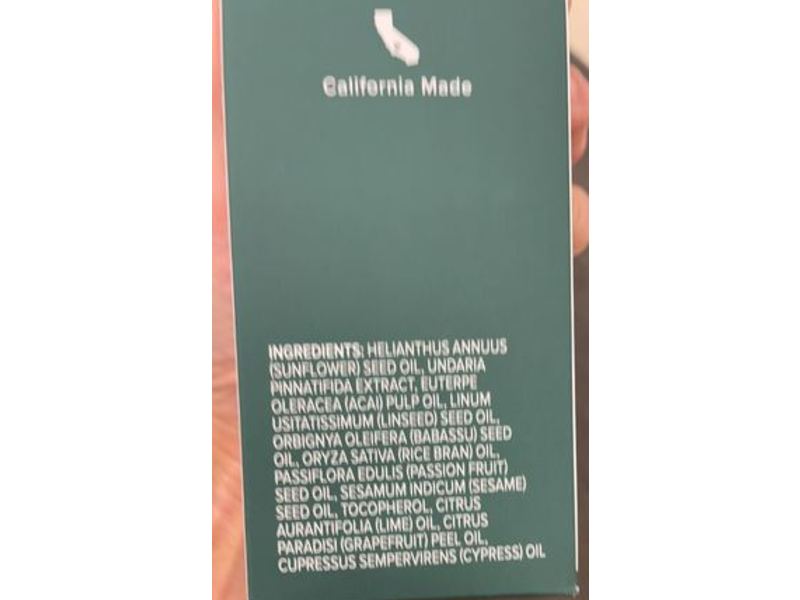 California Made
INGREDIENTS: HELIANTHUS ANNUUS
(SUNFLOWER) SEED OIL, UNDARIA
PINNATIFIDA EXTRACT, EUTERPE
OLERACEA (ACAI) PULP OIL, LINUM
USITATISSIMUM (LINSEED) SEED OIL,
ORBIGNYA OLEIFERA (BABASSU) SEED
OIL, ORYZA SATIVA (RICE BRAN) OIL,
PASSIFLORA EDULIS (PASSION FRUIT)
SEED OIL, SESAMUM INDICUM (SESAME)
SEED OIL, TOCOPHEROL, CITRUS
AURANTIFOLIA (LIME) OIL, CITRUS
PARADISI (GRAPEFRUIT) PEEL OIL,
CUPRESSUS SEMPERVIRENS (CYPRESS) OIL